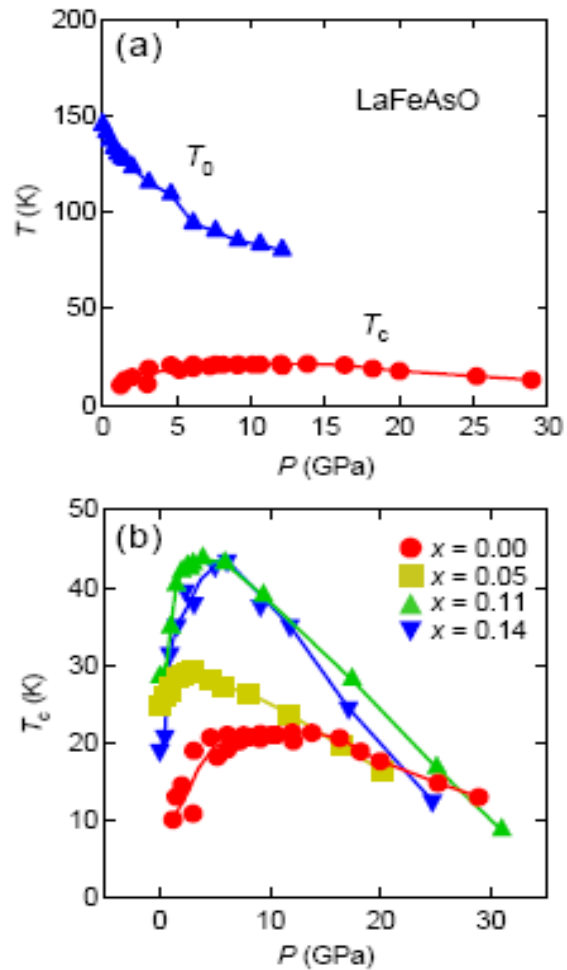 200
(a)
LaFeAsO
150
T0
T (K)
100
50
Tc
0
0 5 10 15 20 25 30
P (GPa)
50
(b)
x = 0.00
x = 0.05
x = 0.11
x = 0.14
40
30
Tc (K)
20
10
0
0 10 20 30
P (GPa)